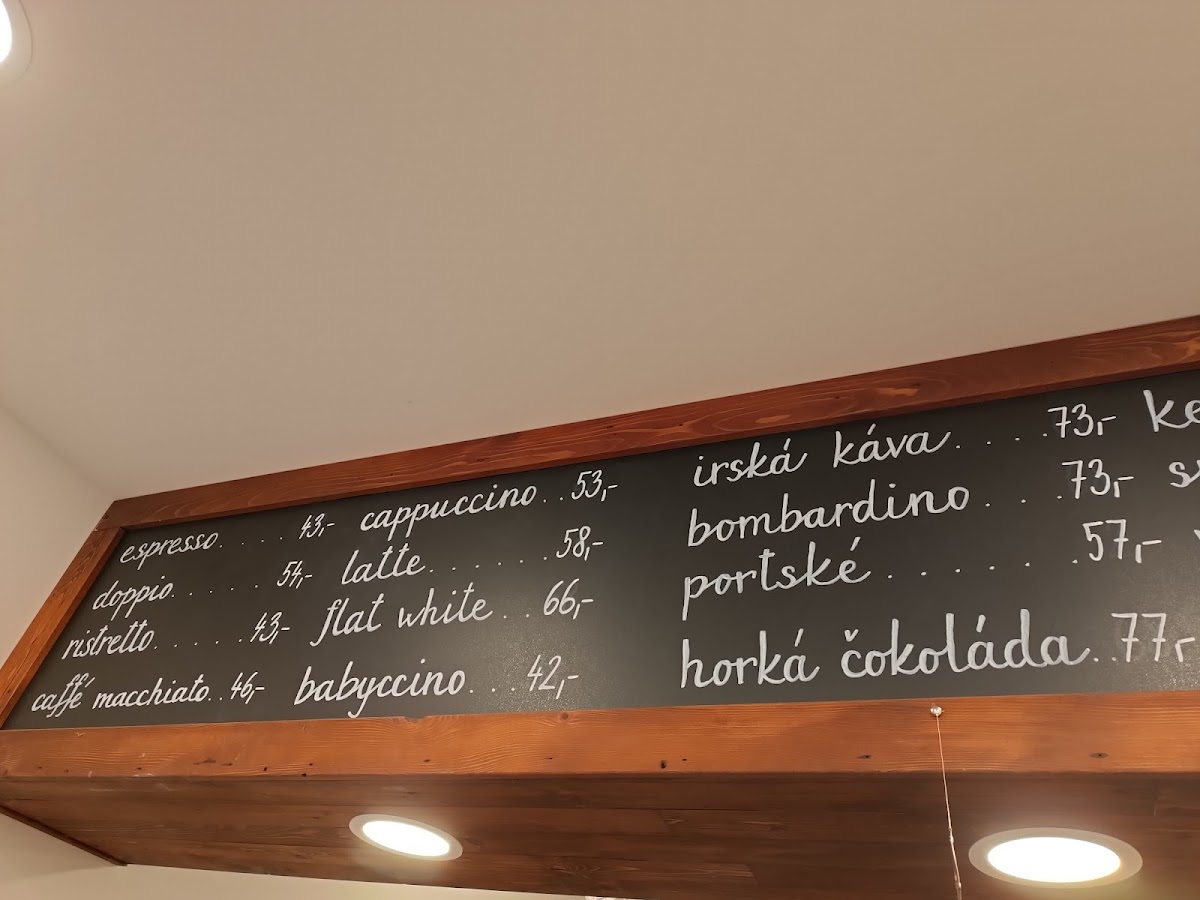 espresso..... 43,-
doppio....... 54,-
ristretto...... 43,-
caffé macchiato.. 46,-
cappuccino.. 53,-
latte....... 58,-
flat white... 66,-
babyccino... 42,-
irská káva.... 73,-
bombardino.... 73,-
portské........ 57,-
horká čokoláda.. 77,-